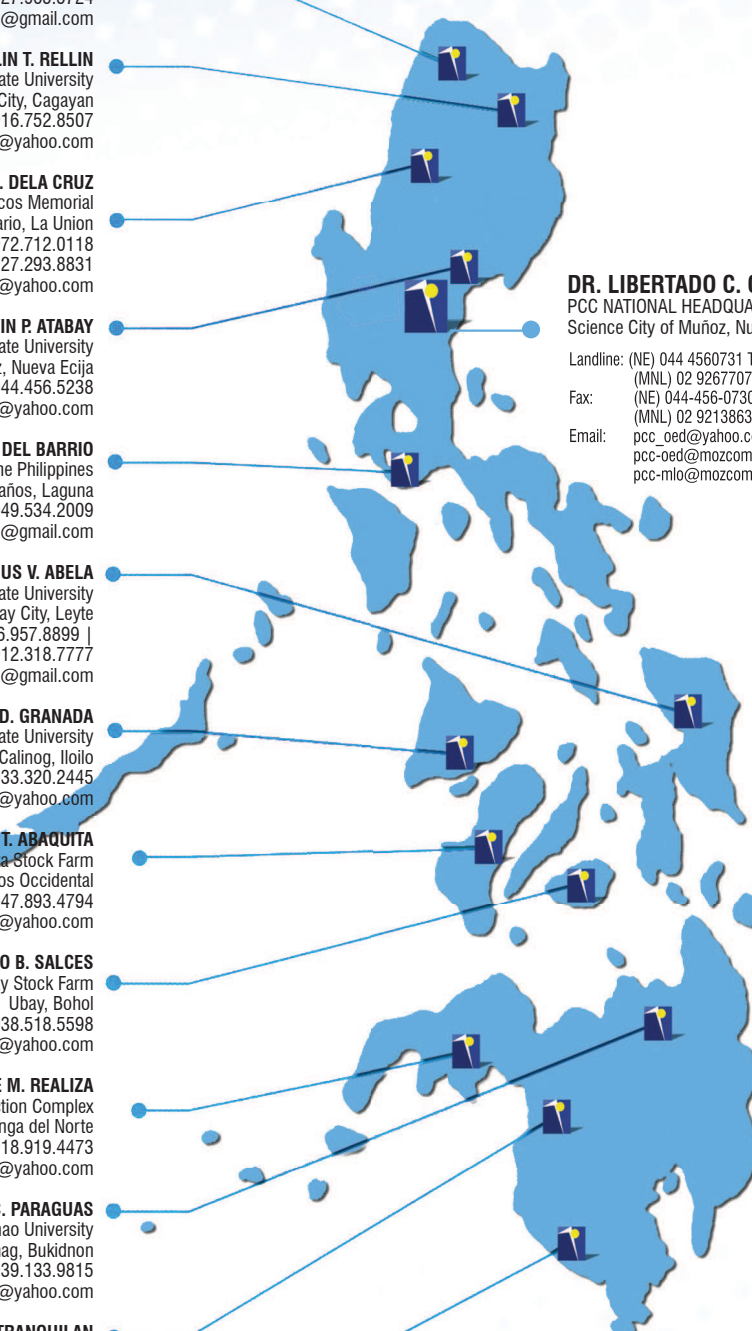 @gmail.com
LIN T. RELLIN
ate University
City, Cagayan
16.752.8507
@yahoo.com
. DELA CRUZ
cos Memorial
ario, La Union
72.712.0118
27.293.8831
@yahoo.com
IN P. ATABAY
ate University
z, Nueva Ecija
44.456.5238
@yahoo.com
DEL BARRIO
he Philippines
años, Laguna
49.534.2009
@gmail.com
US V. ABELA
ate University
ay City, Leyte
6.957.8899 |
12.318.7777
@gmail.com
D. GRANADA
ate University
Calinog, Iloilo
33.320.2445
@yahoo.com
T. ABAQUITA
a Stock Farm
os Occidental
47.893.4794
@yahoo.com
O B. SALCES
y Stock Farm
Ubay, Bohol
38.518.5598
@yahoo.com
E M. REALIZA
ction Complex
nga del Norte
18.919.4473
@yahoo.com
C. PARAGUAS
nao University
nag, Bukidnon
39.133.9815
@yahoo.com
DR. LIBERTADO C. C
PCC NATIONAL HEADQUA
Science City of Muñoz, Nu
Landline: (NE) 044 4560731 T
(MNL) 02 9267707
Fax: (NE) 044-456-0730
(MNL) 02 9213863
Email: pcc_oed@yahoo.co
pcc-oed@mozcom
pcc-mlo@mozcom